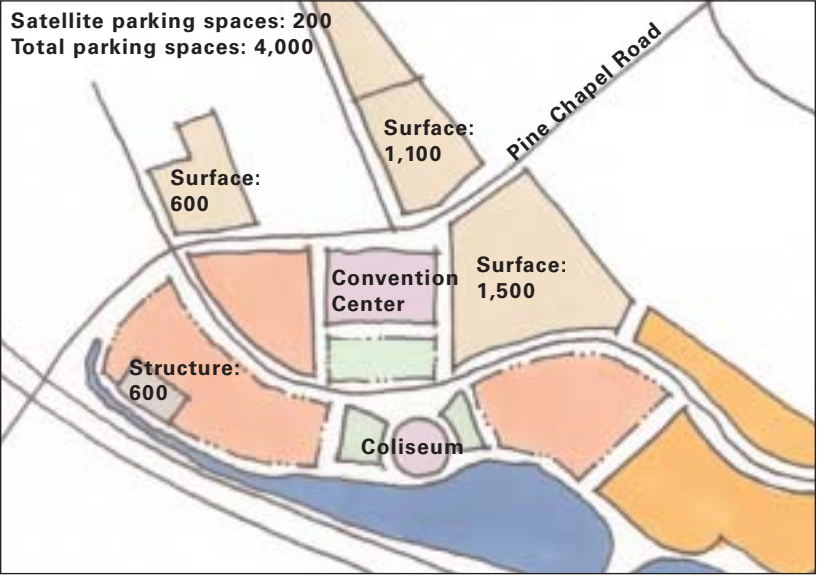 Satellite parking spaces: 200
Total parking spaces: 4,000
Pine Chapel Road
Surface:
1,100
Surface:
600
Convention
Center
Surface:
1,500
Structure:
600
Coliseum